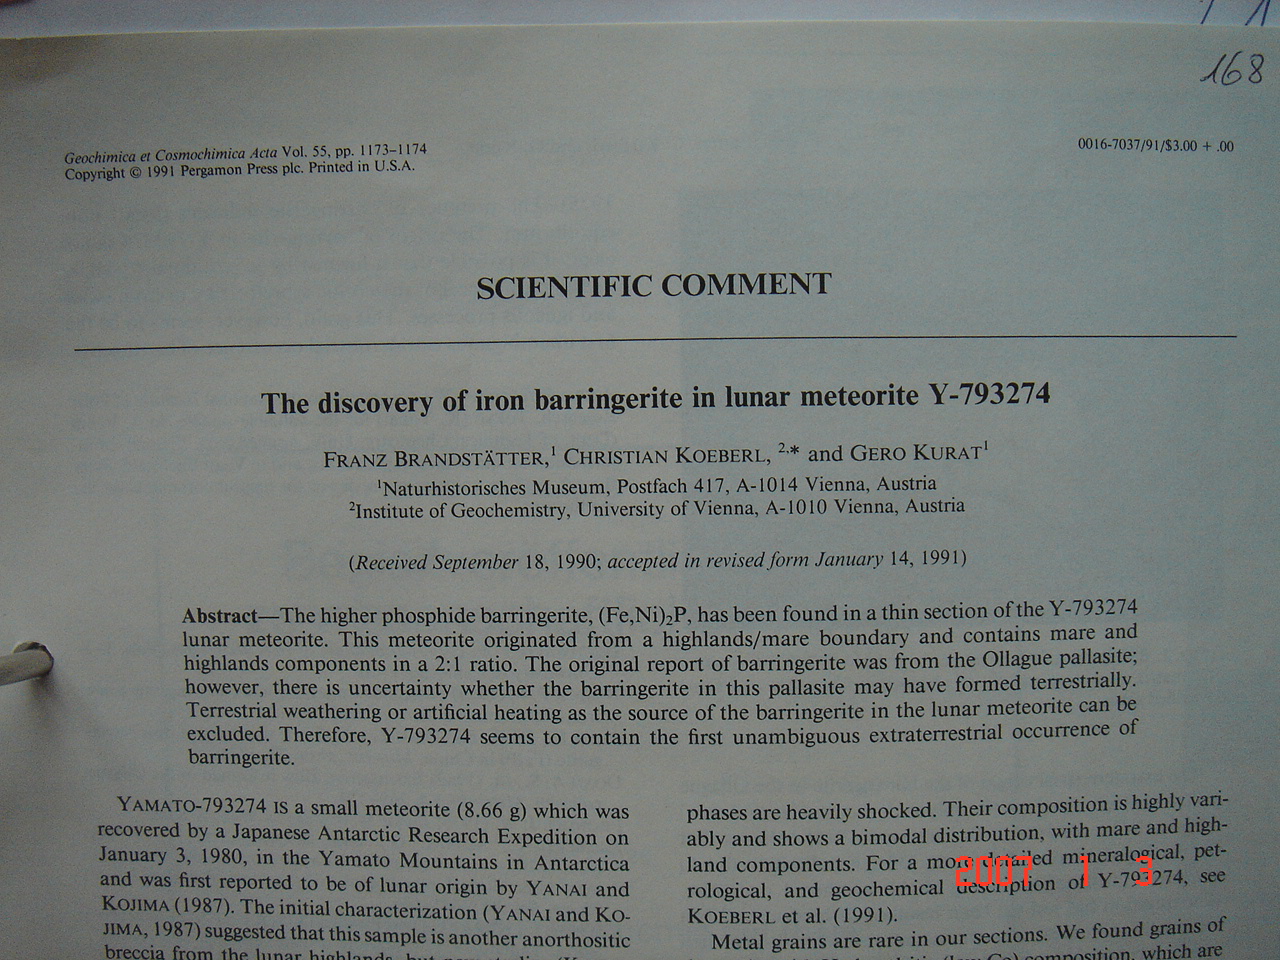 168
Geochimica et Cosmochimica Acta Vol. 55, pp. 1173–1174
Copyright © 1991 Pergamon Press plc. Printed in U.S.A.
0016-7037/91/$3.00 + .00
SCIENTIFIC COMMENT
The discovery of iron barringerite in lunar meteorite Y-793274
FRANZ BRANDSTÄTTER,¹ CHRISTIAN KOEBERL, ²,* and GERO KURAT¹
¹Naturhistorisches Museum, Postfach 417, A-1014 Vienna, Austria
²Institute of Geochemistry, University of Vienna, A-1010 Vienna, Austria
(Received September 18, 1990; accepted in revised form January 14, 1991)
Abstract—The higher phosphide barringerite, (Fe,Ni)₂P, has been found in a thin section of the Y-793274
lunar meteorite. This meteorite originated from a highlands/mare boundary and contains mare and
highlands components in a 2:1 ratio. The original report of barringerite was from the Ollague pallasite;
however, there is uncertainty whether the barringerite in this pallasite may have formed terrestrially.
Terrestrial weathering or artificial heating as the source of the barringerite in the lunar meteorite can be
excluded. Therefore, Y-793274 seems to contain the first unambiguous extraterrestrial occurrence of
barringerite.
YAMATO-793274 IS a small meteorite (8.66 g) which was
recovered by a Japanese Antarctic Research Expedition on
January 3, 1980, in the Yamato Mountains in Antarctica
and was first reported to be of lunar origin by YANAI and
KOJIMA (1987). The initial characterization (YANAI and KO-
JIMA, 1987) suggested that this sample is another anorthositic
breccia from the lunar highlands, but
phases are heavily shocked. Their composition is highly vari-
ably and shows a bimodal distribution, with mare and high-
land components. For a more detailed mineralogical, pet-
rological, and geochemical description of Y-793274, see
KOEBERL et al. (1991).
Metal grains are rare in our sections. We found grains of
composition, which are
2007 1 3